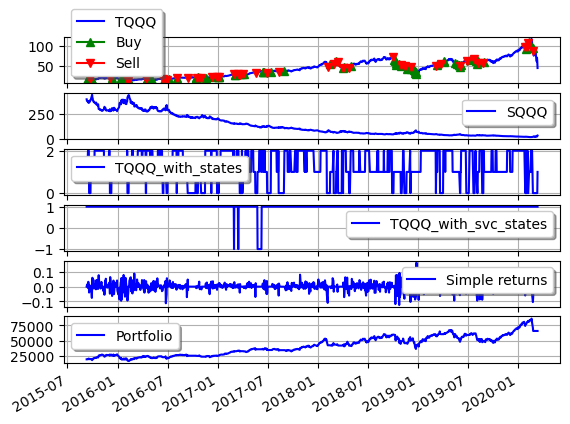 TQQQ
Buy
Sell
100
50
SQQQ
250
0
TQQQ_with_states
2
0
TQQQ_with_svc_states
1
−1
Simple returns
0.1
0.0
−0.1
Portfolio
75000
50000
25000
2015-07 2016-01 2016-07 2017-01 2017-07 2018-01 2018-07 2019-01 2019-07 2020-01